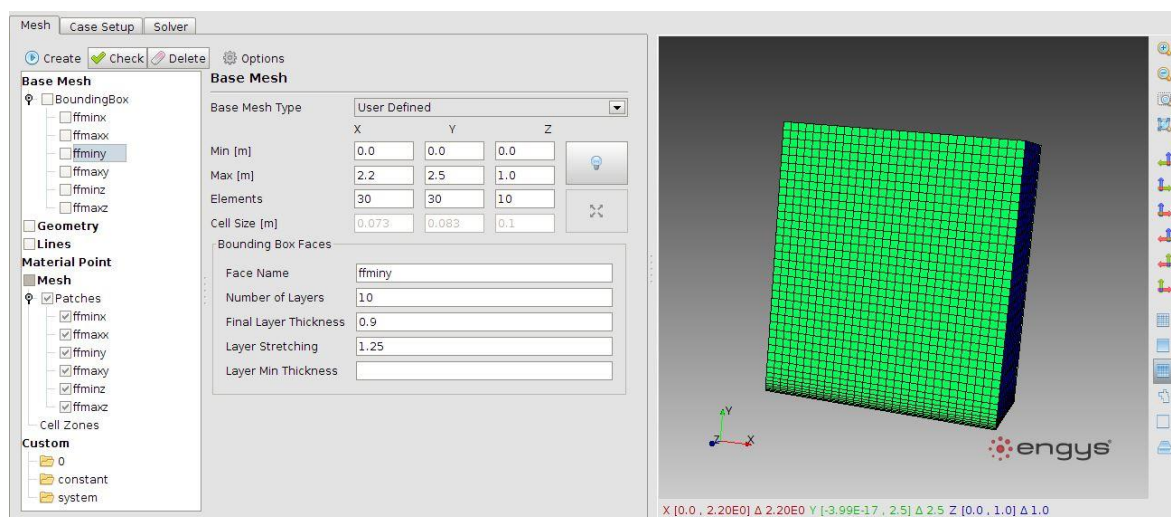 Mesh Case Setup Solver
Create Check Delete Options
Base Mesh
BoundingBox
ffminx
ffmaxx
ffminy
ffmaxy
ffminz
ffmaxz
Geometry
Lines
Material Point
Mesh
Patches
ffminx
ffmaxx
ffminy
ffmaxy
ffminz
ffmaxz
Cell Zones
Custom
0
constant
system
Base Mesh
Base Mesh Type User Defined
X Y Z
Min [m] 0.0 0.0 0.0
Max [m] 2.2 2.5 1.0
Elements 30 30 10
Cell Size [m] 0.073 0.083 0.1
Bounding Box Faces
Face Name ffminy
Number of Layers 10
Final Layer Thickness 0.9
Layer Stretching 1.25
Layer Min Thickness
Y
Z X
engys
X [0.0 , 2.20E0] Δ 2.20E0 Y [-3.99E-17 , 2.5] Δ 2.5 Z [0.0 , 1.0] Δ 1.0